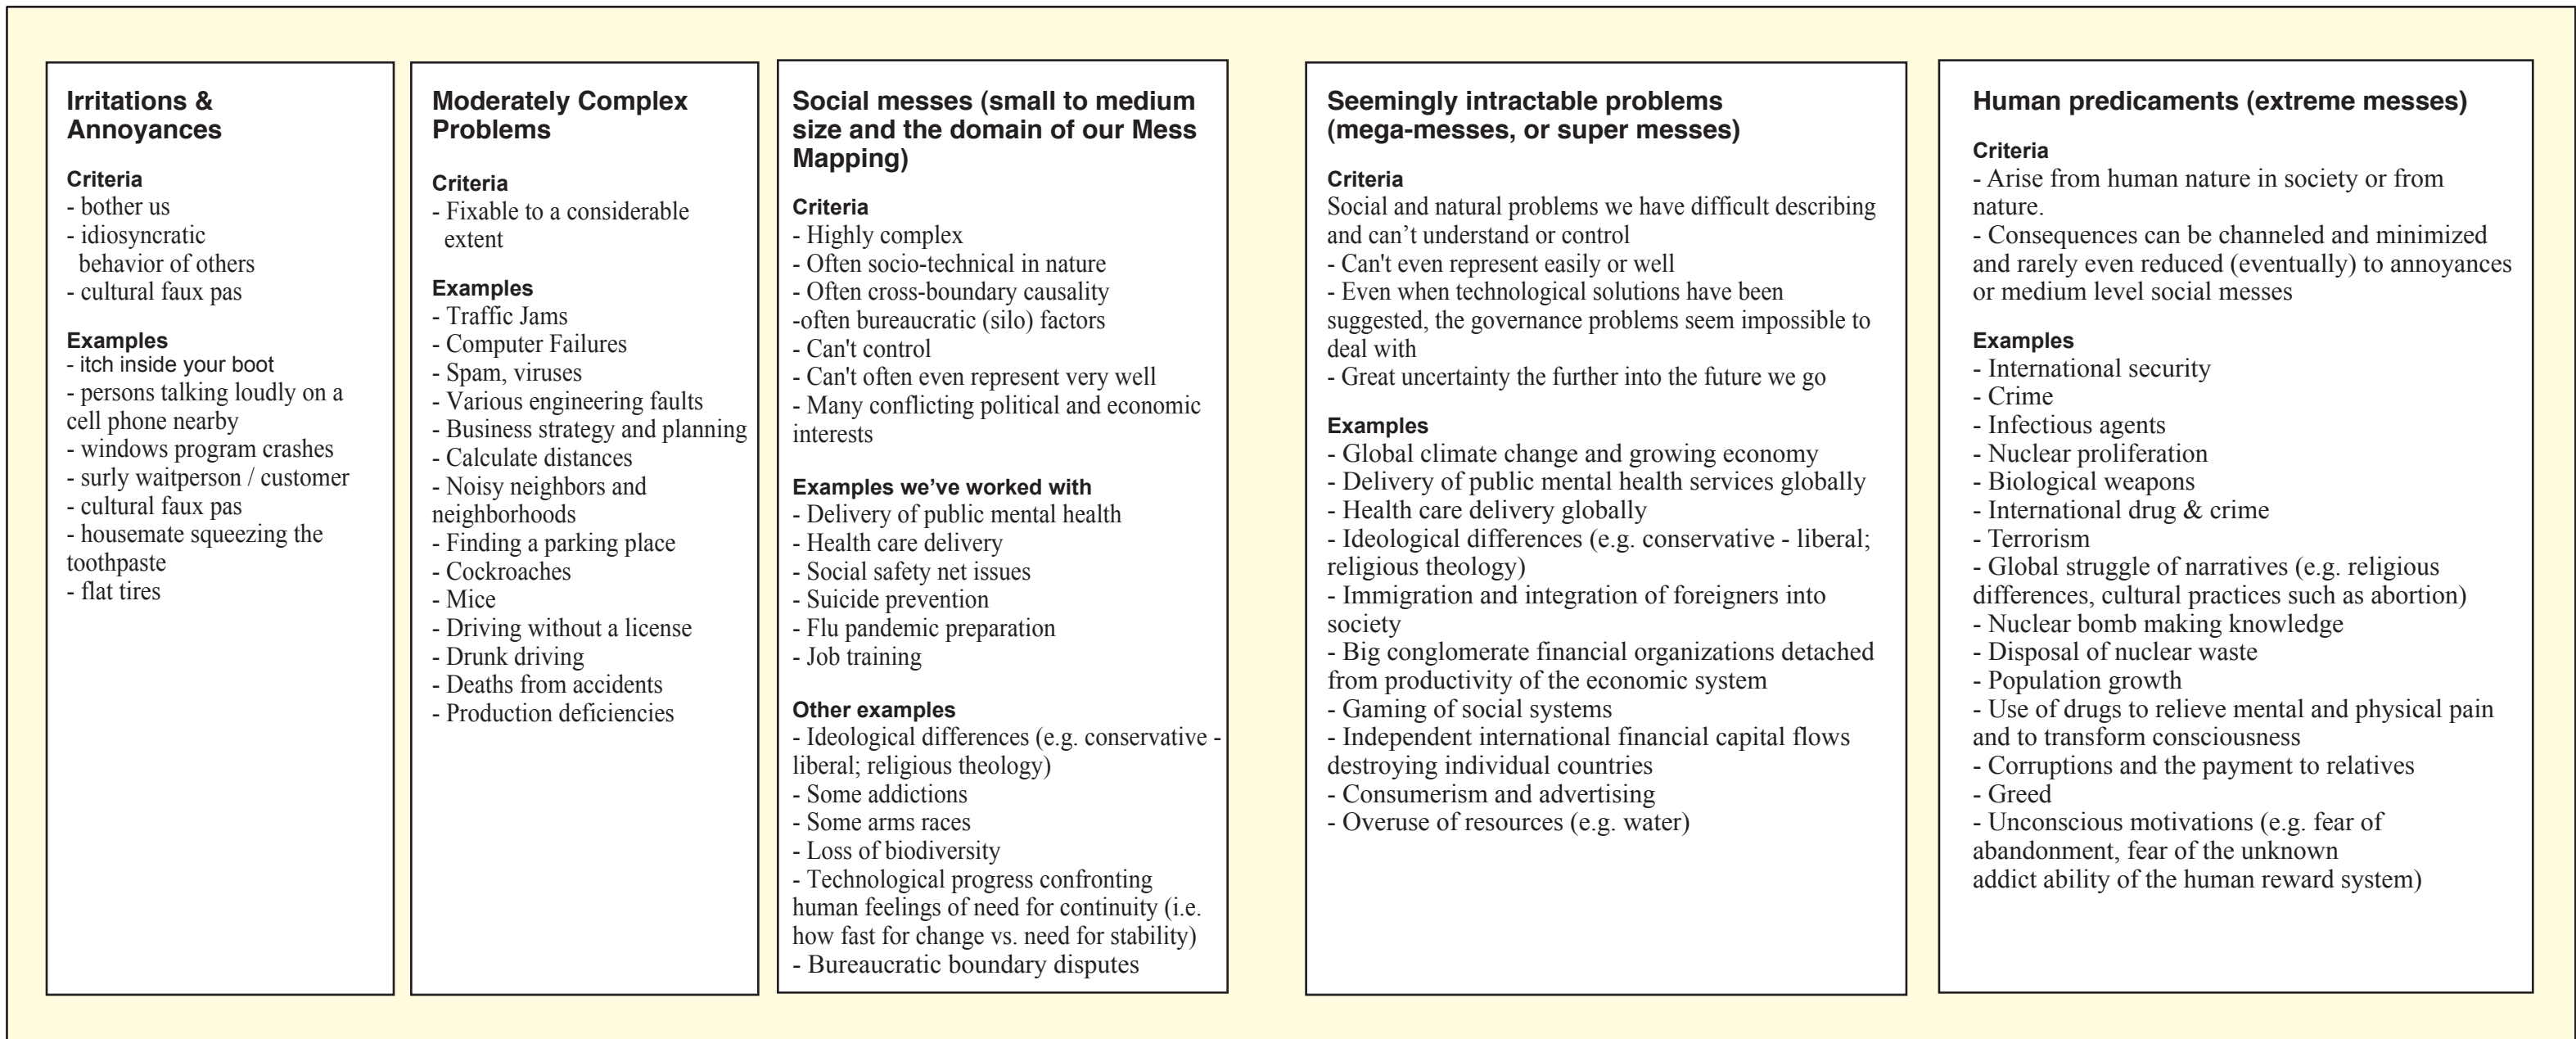 Irritations &
Annoyances
Criteria
- bother us
- idiosyncratic
behavior of others
- cultural faux pas
Examples
- itch inside your boot
- persons talking loudly on a
cell phone nearby
- windows program crashes
- surly waitperson / customer
- cultural faux pas
- housemate squeezing the
toothpaste
- flat tires
Moderately Complex
Problems
Criteria
- Fixable to a considerable
extent
Examples
- Traffic Jams
- Computer Failures
- Spam, viruses
- Various engineering faults
- Business strategy and planning
- Calculate distances
- Noisy neighbors and
neighborhoods
- Finding a parking place
- Cockroaches
- Mice
- Driving without a license
- Drunk driving
- Deaths from accidents
- Production deficiencies
Social messes (small to medium
size and the domain of our Mess
Mapping)
Criteria
- Highly complex
- Often socio-technical in nature
- Often cross-boundary causality
-often bureaucratic (silo) factors
- Can't control
- Can't often even represent very well
- Many conflicting political and economic
interests
Examples we’ve worked with
- Delivery of public mental health
- Health care delivery
- Social safety net issues
- Suicide prevention
- Flu pandemic preparation
- Job training
Other examples
- Ideological differences (e.g. conservative -
liberal; religious theology)
- Some addictions
- Some arms races
- Loss of biodiversity
- Technological progress confronting
human feelings of need for continuity (i.e.
how fast for change vs. need for stability)
- Bureaucratic boundary disputes
Seemingly intractable problems
(mega-messes, or super messes)
Criteria
Social and natural problems we have difficult describing
and can’t understand or control
- Can't even represent easily or well
- Even when technological solutions have been
suggested, the governance problems seem impossible to
deal with
- Great uncertainty the further into the future we go
Examples
- Global climate change and growing economy
- Delivery of public mental health services globally
- Health care delivery globally
- Ideological differences (e.g. conservative - liberal;
religious theology)
- Immigration and integration of foreigners into
society
- Big conglomerate financial organizations detached
from productivity of the economic system
- Gaming of social systems
- Independent international financial capital flows
destroying individual countries
- Consumerism and advertising
- Overuse of resources (e.g. water)
Human predicaments (extreme messes)
Criteria
- Arise from human nature in society or from
nature.
- Consequences can be channeled and minimized
and rarely even reduced (eventually) to annoyances
or medium level social messes
Examples
- International security
- Crime
- Infectious agents
- Nuclear proliferation
- Biological weapons
- International drug & crime
- Terrorism
- Global struggle of narratives (e.g. religious
differences, cultural practices such as abortion)
- Nuclear bomb making knowledge
- Disposal of nuclear waste
- Population growth
- Use of drugs to relieve mental and physical pain
and to transform consciousness
- Corruptions and the payment to relatives
- Greed
- Unconscious motivations (e.g. fear of
abandonment, fear of the unknown
addict ability of the human reward system)